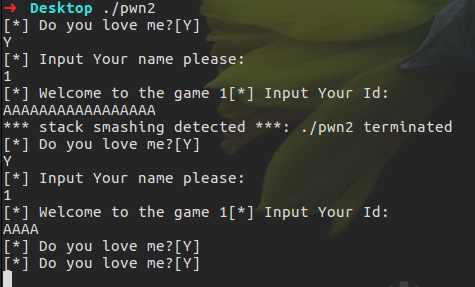 ➜ Desktop ./pwn2
[*] Do you love me?[Y]
Y
[*] Input Your name please:
1
[*] Welcome to the game 1[*] Input Your Id:
AAAAAAAAAAAAAAAAA
*** stack smashing detected ***: ./pwn2 terminated
[*] Do you love me?[Y]
Y
[*] Input Your name please:
1
[*] Welcome to the game 1[*] Input Your Id:
AAAA
[*] Do you love me?[Y]
[*] Do you love me?[Y]